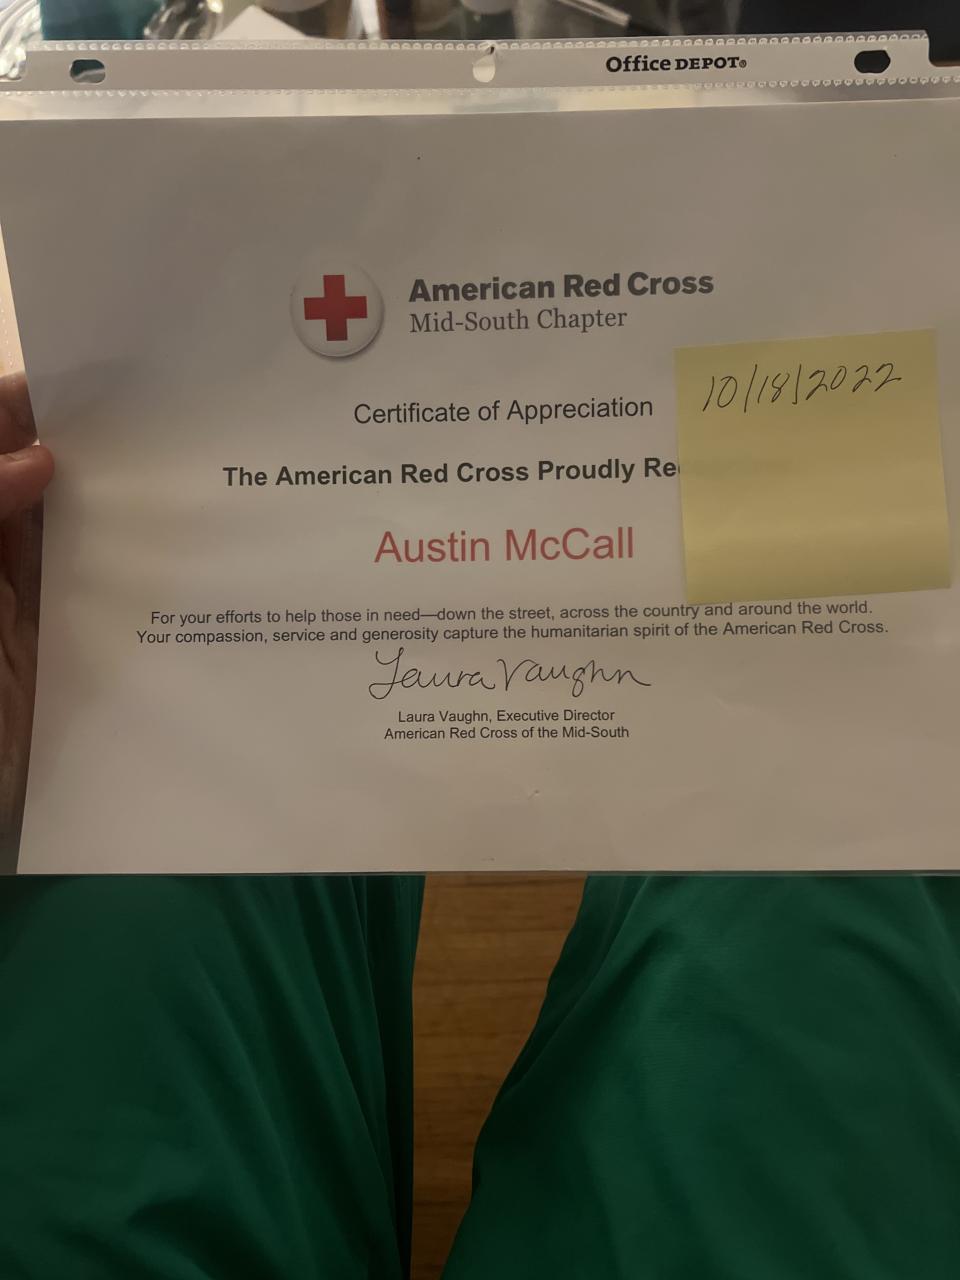 Office DEPOT®
American Red Cross
Mid-South Chapter
10/18/2022
Certificate of Appreciation
The American Red Cross Proudly
Austin McCall
For your efforts to help those in need—down the street, across the country and around the world.
Your compassion, service and generosity capture the humanitarian spirit of the American Red Cross.
Laura Vaughn
Laura Vaughn, Executive Director
American Red Cross of the Mid-South